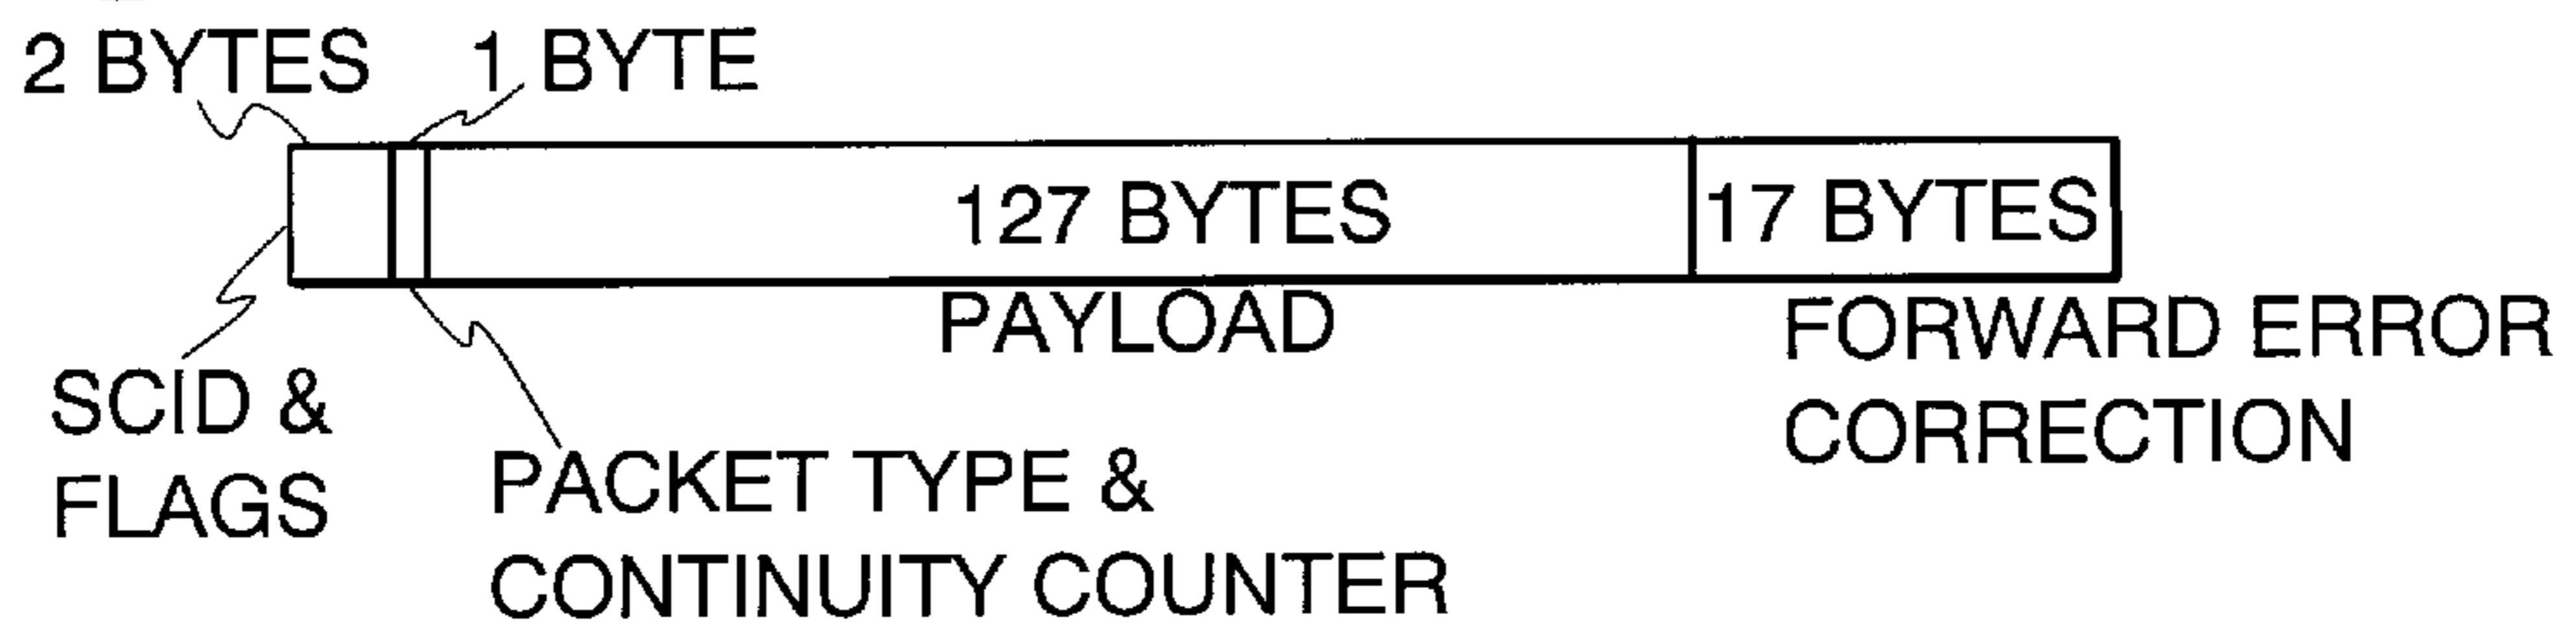 2 BYTES
1 BYTE
127 BYTES
17 BYTES
PAYLOAD
FORWARD ERROR
CORRECTION
SCID &
FLAGS
PACKET TYPE &
CONTINUITY COUNTER